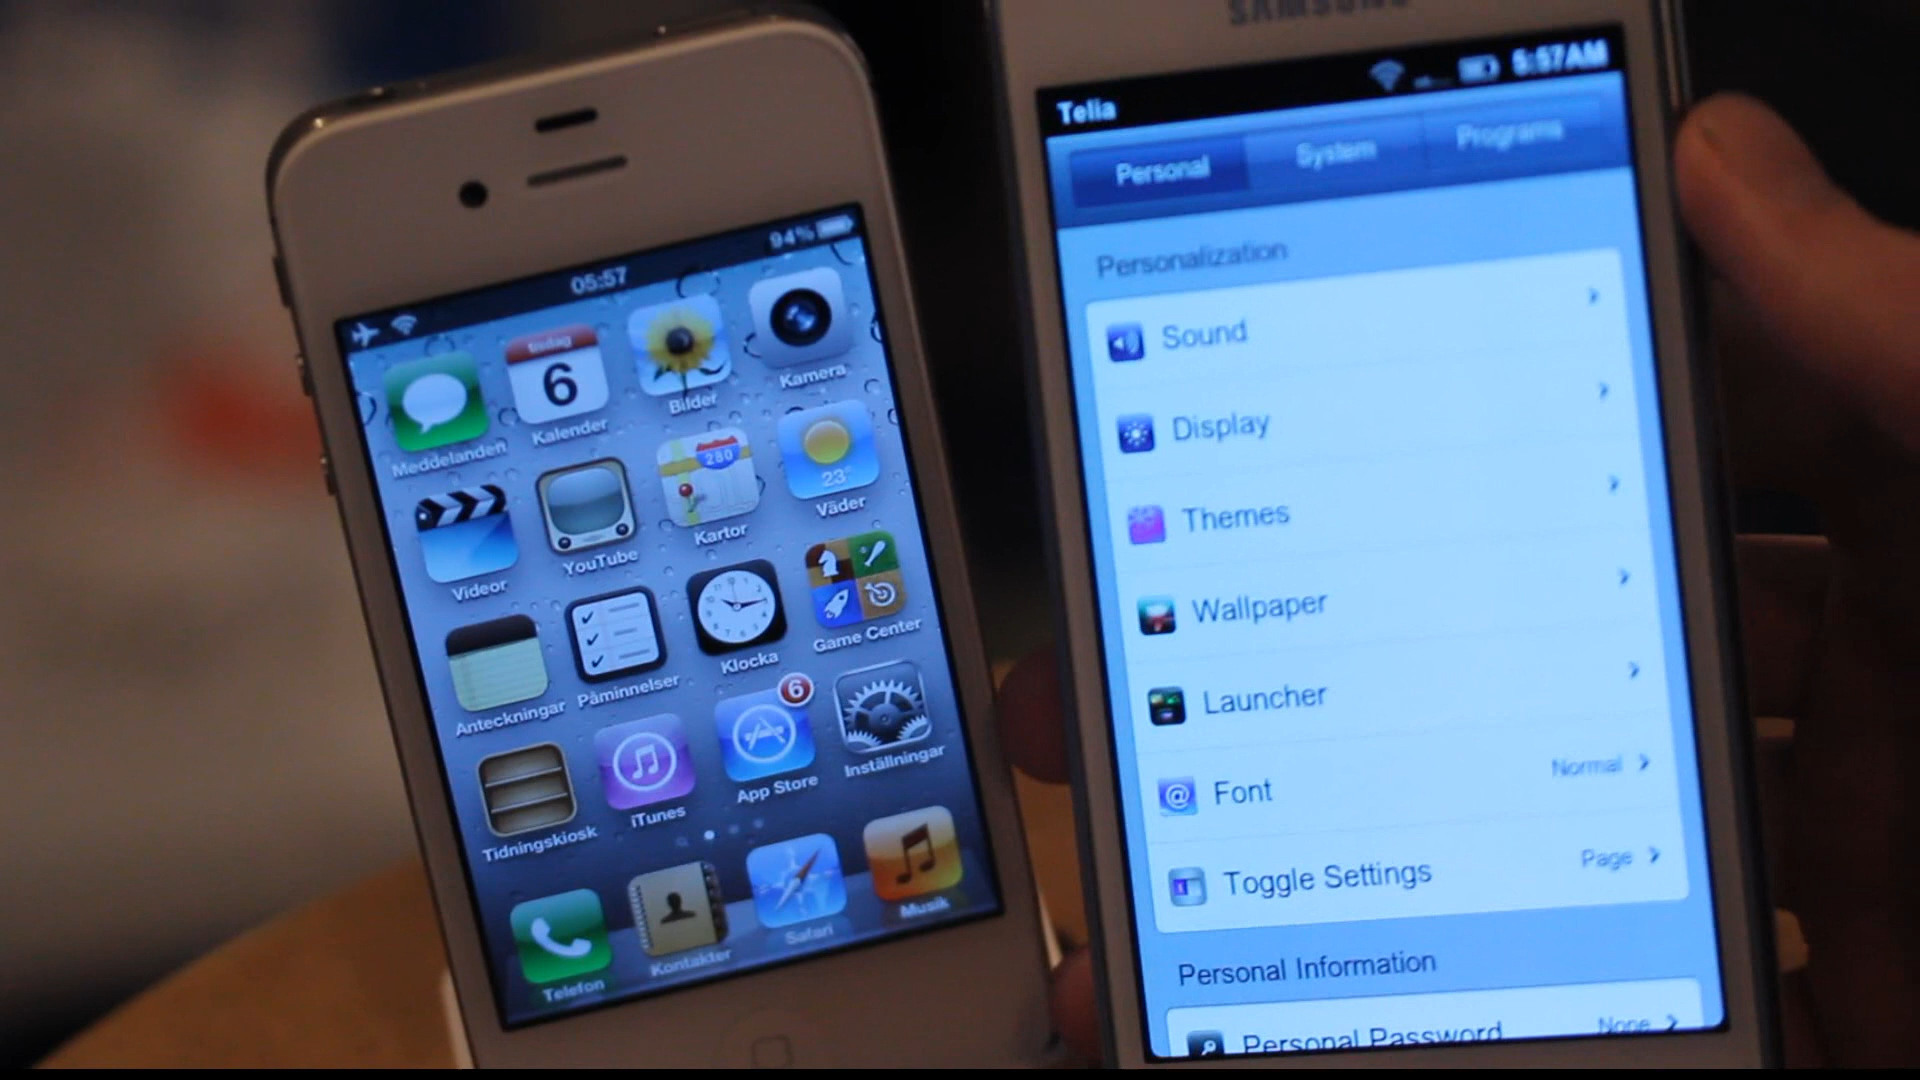 05:57
94%
tisdag
6
Meddelanden
Kalender
Bilder
Kamera
280
23°
Videor
YouTube
Kartor
Väder
Anteckningar
Påminnelser
Klocka
Game Center
6
Tidningskiosk
iTunes
App Store
Inställningar
Telefon
Kontakter
Safari
Musik
SAMSUNG
Telia
5:57AM
Personal
System
Programs
Personalization
Sound
Display
Themes
Wallpaper
Launcher
Font
Normal
Toggle Settings
Page
Personal Information
Personal Password
None